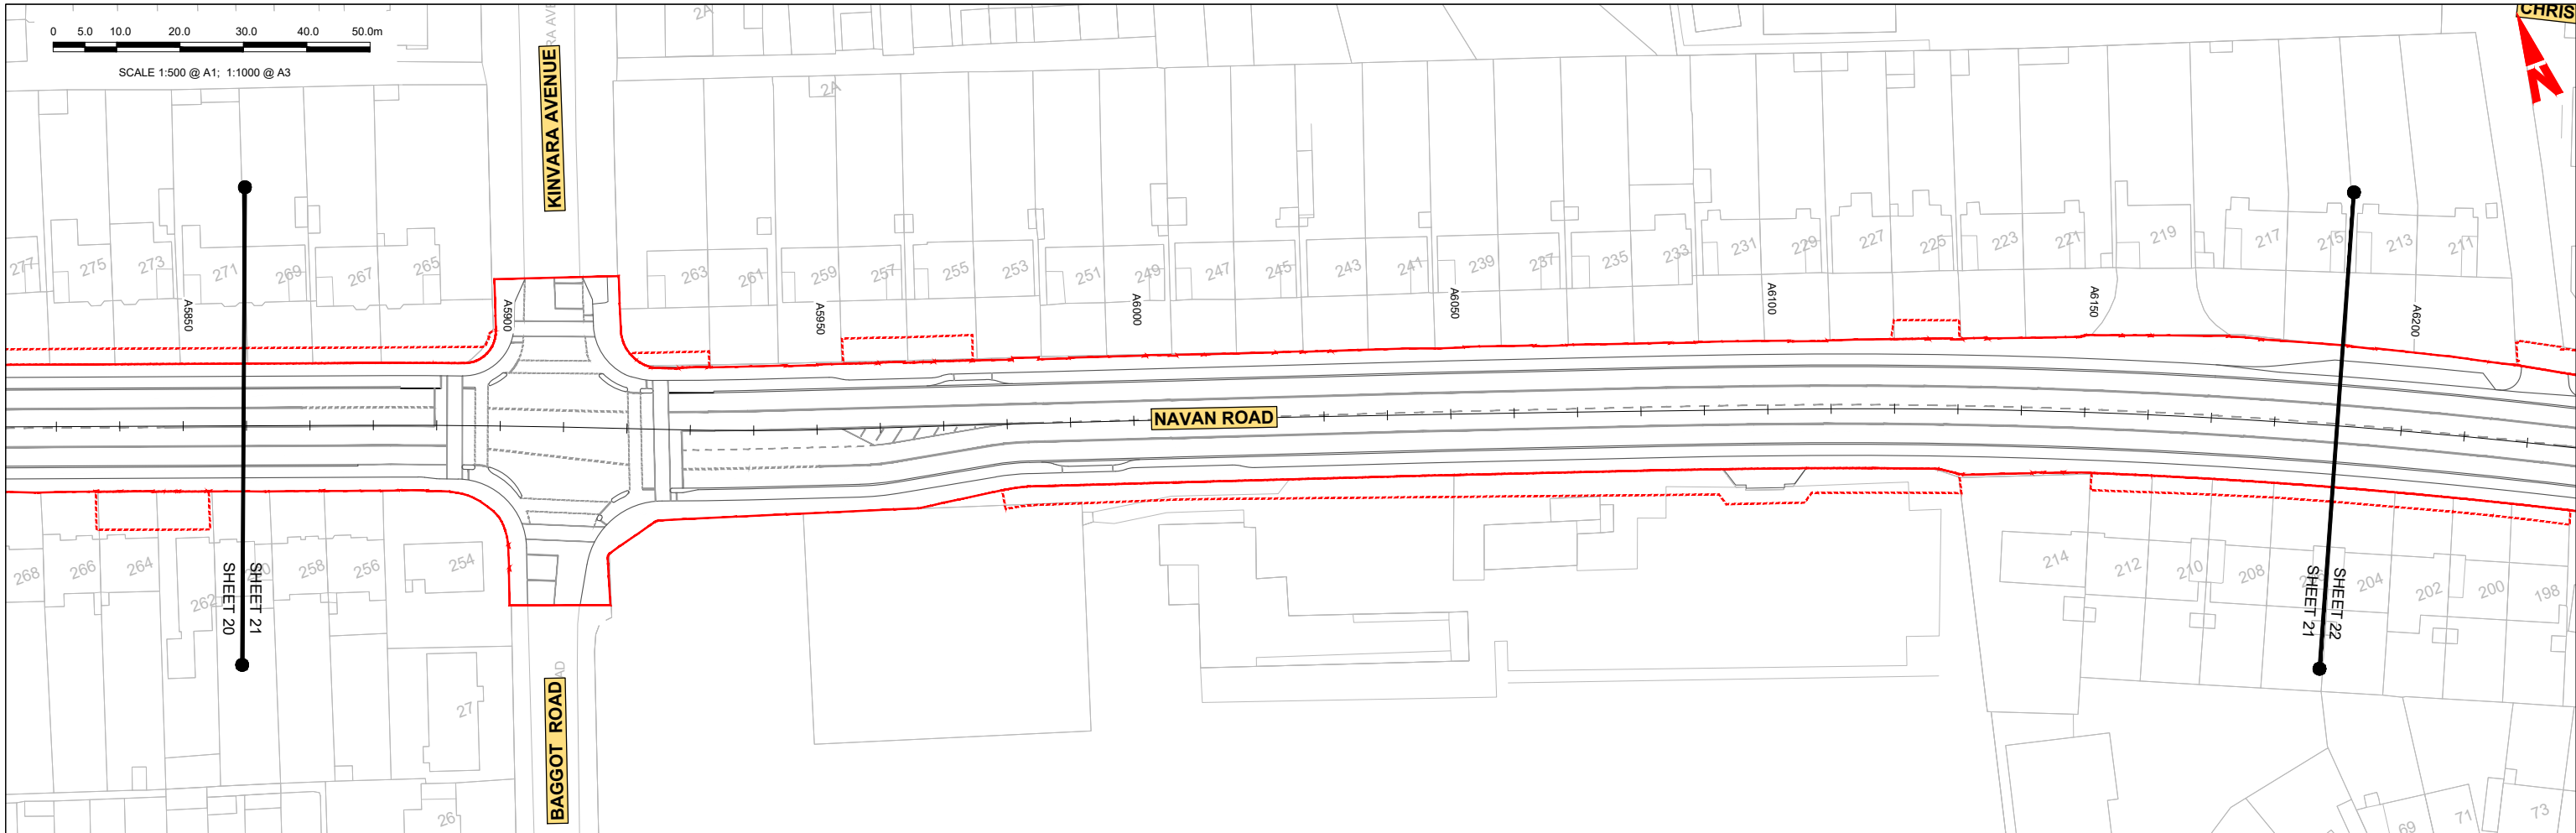 0 5.0 10.0 20.0 30.0 40.0 50.0m
SCALE 1:500 @ A1; 1:1000 @ A3
2A
CHRIS
N
KINVARA AVENUE
RA AVE
2A
277 275 273 271 269 267 265
263 261 259 257 255 253 251 249 247 245 243 241 239 237 235 233 231 229 227 225 223 221 219 217 215 213 211
A5850 A5900 A5950 A6000 A6050 A6100 A6150 A6200
NAVAN ROAD
268 266 264 262 258 256 254
214 212 210 208 204 202 200 198
SHEET 21
SHEET 20
SHEET 22
SHEET 21
BAGGOT ROAD
AD
27
26
69 71 73